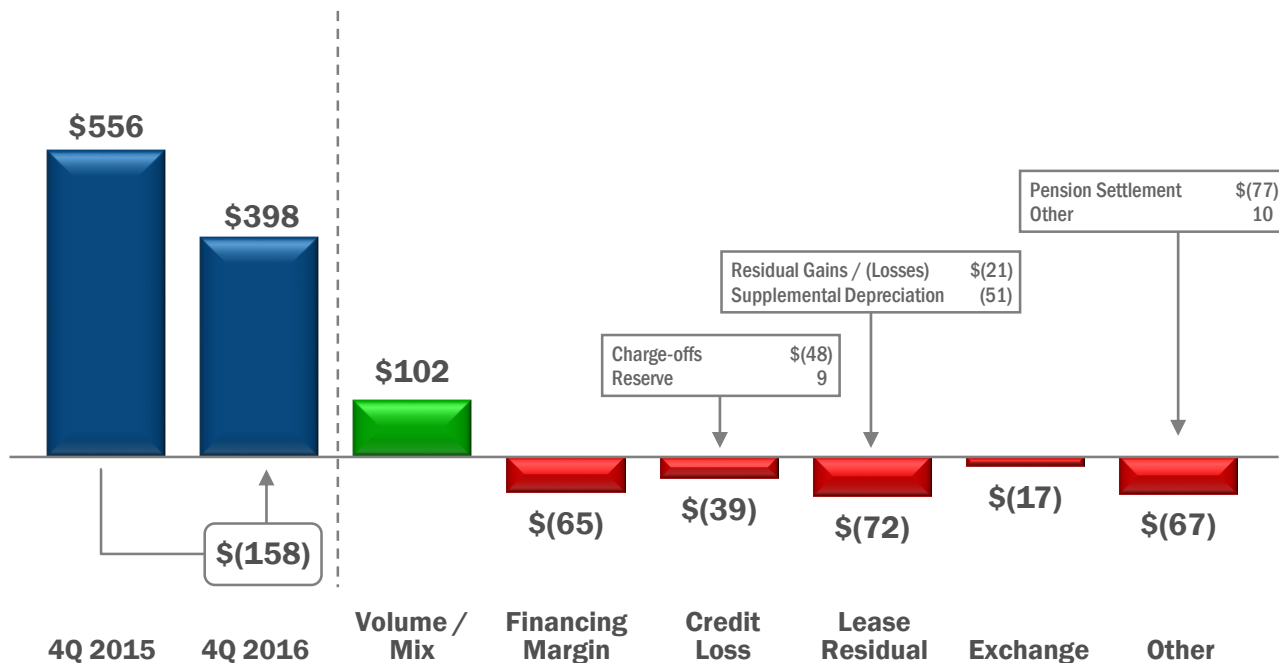 $556
$398
$(158)
$102
$(65)
$(39)
$(72)
$(17)
$(67)
Charge-offs $(48)
Reserve 9
Residual Gains / (Losses) $(21)
Supplemental Depreciation (51)
Pension Settlement $(77)
Other 10
4Q 2015
4Q 2016
Volume /
Mix
Financing
Margin
Credit
Loss
Lease
Residual
Exchange
Other